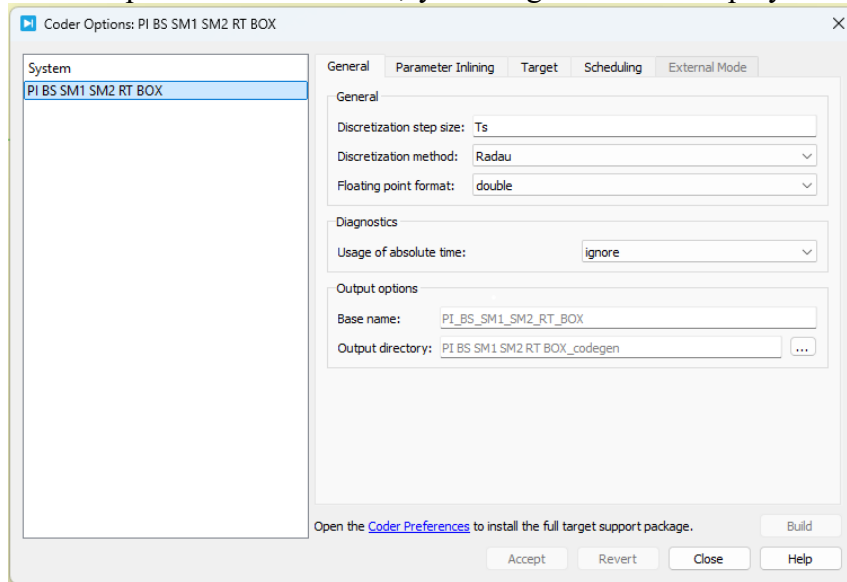 Coder Options: PI BS SM1 SM2 RT BOX
System
PI BS SM1 SM2 RT BOX
General Parameter Inlining Target Scheduling External Mode
General
Discretization step size: Ts
Discretization method: Radau
Floating point format: double
Diagnostics
Usage of absolute time: ignore
Output options
Base name: PI_BS_SM1_SM2_RT_BOX
Output directory: PI BS SM1 SM2 RT BOX_codegen ...
Open the Coder Preferences to install the full target support package. Build
Accept Revert Close Help